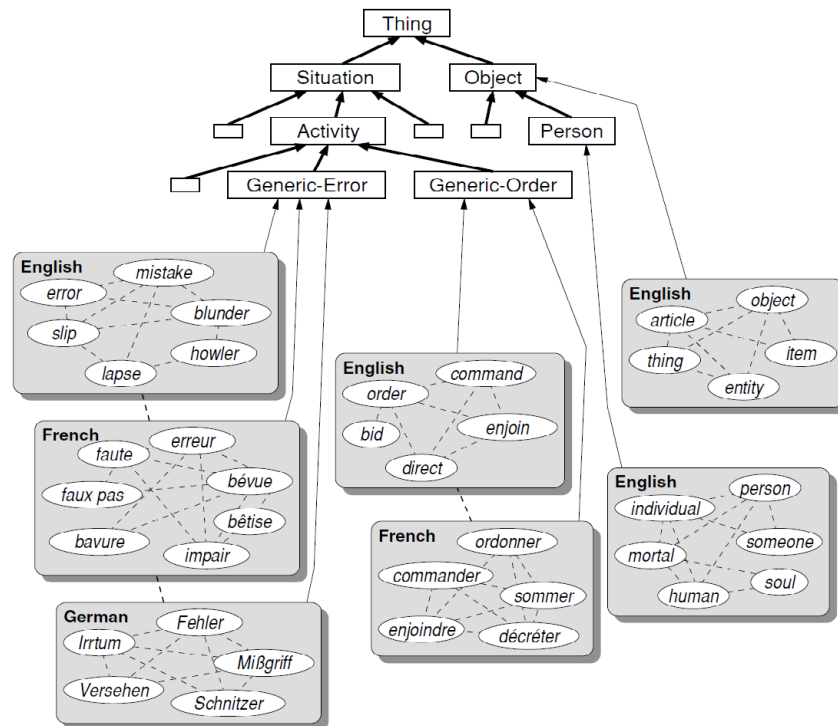 Thing
Situation
Object
Activity
Person
Generic-Error
Generic-Order
English
mistake
error
blunder
slip
howler
lapse
French
erreur
faute
bévue
faux pas
bêtise
bavure
impair
German
Fehler
Irrtum
Mißgriff
Versehen
Schnitzer
English
command
order
enjoin
bid
direct
French
ordonner
commander
sommer
enjoindre
décréter
English
object
article
item
thing
entity
English
person
individual
someone
mortal
soul
human